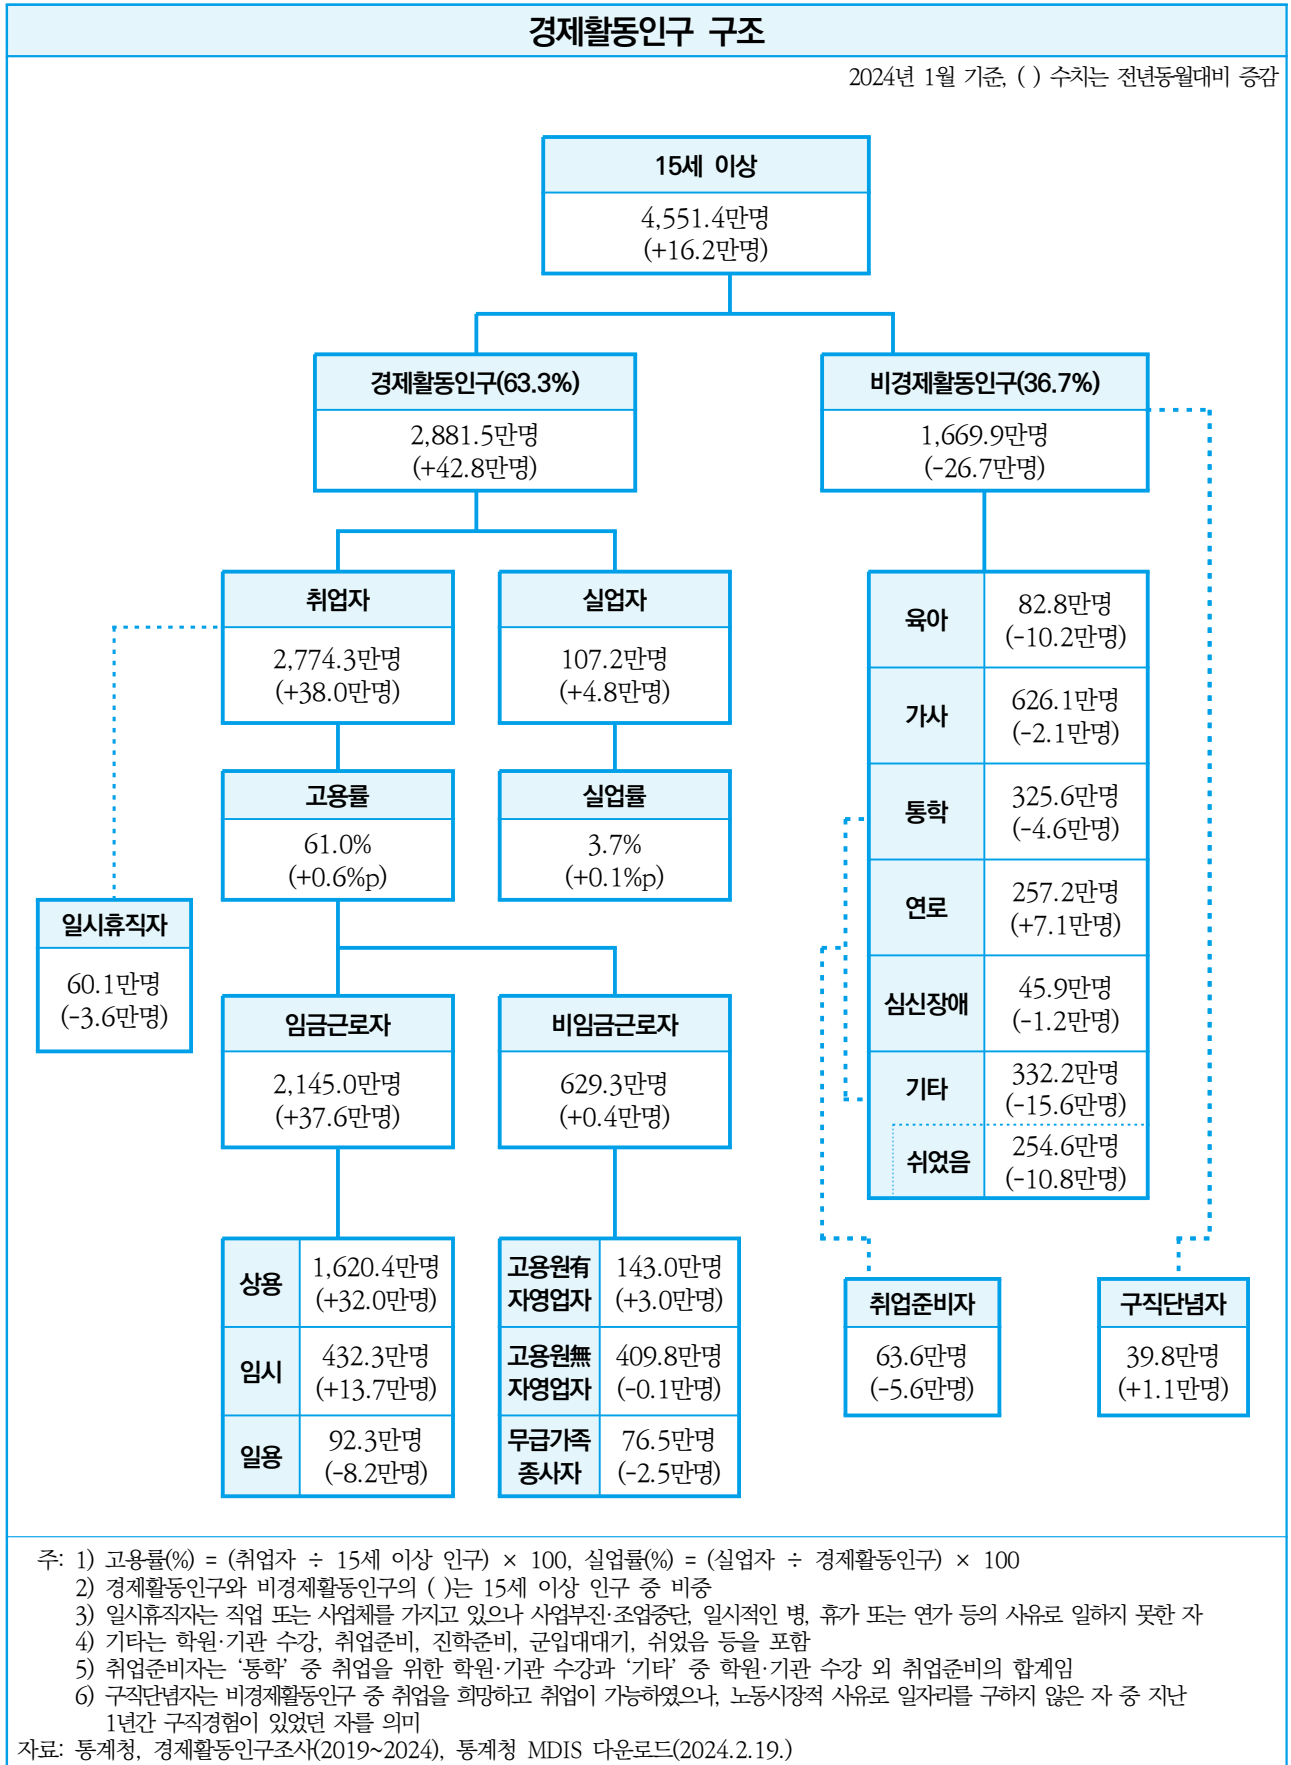 경제활동인구 구조
2024년 1월 기준, ( ) 수치는 전년동월대비 증감
15세 이상
4,551.4만명
(+16.2만명)
경제활동인구(63.3%)
2,881.5만명
(+42.8만명)
비경제활동인구(36.7%)
1,669.9만명
(-26.7만명)
취업자
2,774.3만명
(+38.0만명)
실업자
107.2만명
(+4.8만명)
고용률
61.0%
(+0.6%p)
실업률
3.7%
(+0.1%p)
일시휴직자
60.1만명
(-3.6만명)
임금근로자
2,145.0만명
(+37.6만명)
비임금근로자
629.3만명
(+0.4만명)
상용
1,620.4만명
(+32.0만명)
임시
432.3만명
(+13.7만명)
일용
92.3만명
(-8.2만명)
고용원有
자영업자
143.0만명
(+3.0만명)
고용원無
자영업자
409.8만명
(-0.1만명)
무급가족
종사자
76.5만명
(-2.5만명)
육아
82.8만명
(-10.2만명)
가사
626.1만명
(-2.1만명)
통학
325.6만명
(-4.6만명)
연로
257.2만명
(+7.1만명)
심신장애
45.9만명
(-1.2만명)
기타
332.2만명
(-15.6만명)
쉬었음
254.6만명
(-10.8만명)
취업준비자
63.6만명
(-5.6만명)
구직단념자
39.8만명
(+1.1만명)
주: 1) 고용률(%) = (취업자 ÷ 15세 이상 인구) × 100, 실업률(%) = (실업자 ÷ 경제활동인구) × 100
2) 경제활동인구와 비경제활동인구의 ( )는 15세 이상 인구 중 비중
3) 일시휴직자는 직업 또는 사업체를 가지고 있으나 사업부진·조업중단, 일시적인 병, 휴가 또는 연가 등의 사유로 일하지 못한 자
4) 기타는 학원·기관 수강, 취업준비, 진학준비, 군입대대기, 쉬었음 등을 포함
5) 취업준비자는 ‘통학’ 중 취업을 위한 학원·기관 수강과 ‘기타’ 중 학원·기관 수강 외 취업준비의 합계임
6) 구직단념자는 비경제활동인구 중 취업을 희망하고 취업이 가능하였으나, 노동시장적 사유로 일자리를 구하지 않은 자 중 지난
1년간 구직경험이 있었던 자를 의미
자료: 통계청, 경제활동인구조사(2019~2024), 통계청 MDIS 다운로드(2024.2.19.)